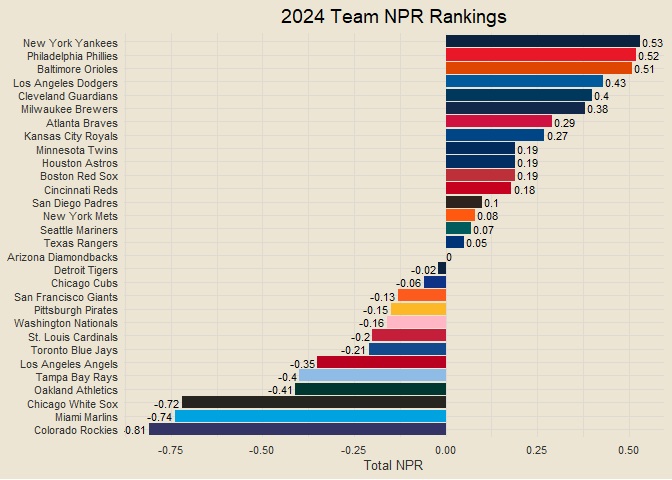 2024 Team NPR Rankings
New York Yankees 0.53
Philadelphia Phillies 0.52
Baltimore Orioles 0.51
Los Angeles Dodgers 0.43
Cleveland Guardians 0.4
Milwaukee Brewers 0.38
Atlanta Braves 0.29
Kansas City Royals 0.27
Minnesota Twins 0.19
Houston Astros 0.19
Boston Red Sox 0.19
Cincinnati Reds 0.18
San Diego Padres 0.1
New York Mets 0.08
Seattle Mariners 0.07
Texas Rangers 0.05
Arizona Diamondbacks 0
Detroit Tigers -0.02
Chicago Cubs -0.06
San Francisco Giants -0.13
Pittsburgh Pirates -0.15
Washington Nationals -0.16
St. Louis Cardinals -0.2
Toronto Blue Jays -0.21
Los Angeles Angels -0.35
Tampa Bay Rays -0.4
Oakland Athletics -0.41
Chicago White Sox -0.72
Miami Marlins -0.74
Colorado Rockies 0.81
-0.75 -0.50 -0.25 0.00 0.25 0.50
Total NPR